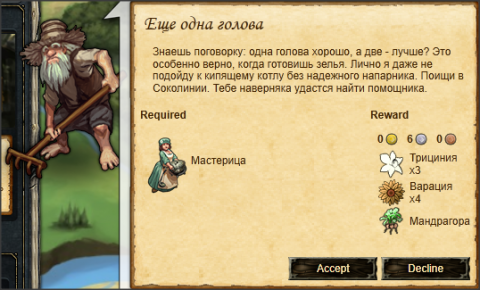 Еще одна голова
Знаешь поговорку: одна голова хорошо, а две - лучше? Это
особенно верно, когда готовишь зелья. Лично я даже не
подойду к кипящему котлу без надежного напарника. Поищи в
Соколинии. Тебе наверняка удастся найти помощника.
Required
Reward
0 6 0
Мастерица
Трициния
x3
Варация
x4
Мандрагора
Accept Decline